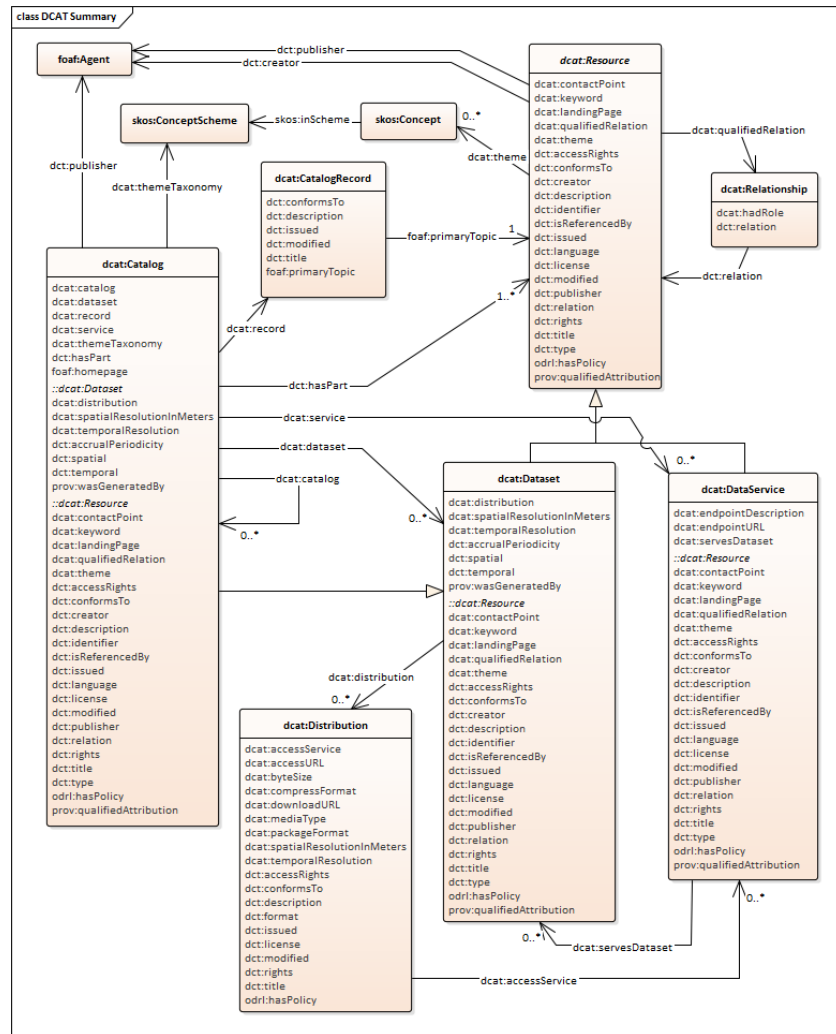 class DCAT Summary
foaf:Agent
dct:publisher
dct:creator
dcat:Resource
dcat:contactPoint
dcat:keyword
dcat:landingPage
dcat:qualifiedRelation
dcat:theme
dct:accessRights
dct:conformsTo
dct:creator
dct:description
dct:identifier
dct:isReferencedBy
dct:issued
dct:language
dct:license
dct:modified
dct:publisher
dct:relation
dct:rights
dct:title
dct:type
odrl:hasPolicy
prov:qualifiedAttribution
skos:ConceptScheme
skos:inScheme
skos:Concept
0..*
dcat:theme
dcat:qualifiedRelation
dcat:Relationship
dcat:hadRole
dct:relation
dct:relation
dct:publisher
dcat:themeTaxonomy
dcat:CatalogRecord
dct:conformsTo
dct:description
dct:issued
dct:modified
dct:title
foaf:primaryTopic
foaf:primaryTopic
1
1..*
dcat:record
dct:hasPart
dcat:service
0..*
dcat:dataset
0..*
dcat:catalog
0..*
dcat:Catalog
dcat:catalog
dcat:dataset
dcat:record
dcat:service
dcat:themeTaxonomy
dct:hasPart
foaf:homepage
::dcat:Dataset
dcat:distribution
dcat:spatialResolutionInMeters
dcat:temporalResolution
dct:accrualPeriodicity
dct:spatial
dct:temporal
prov:wasGeneratedBy
::dcat:Resource
dcat:contactPoint
dcat:keyword
dcat:landingPage
dcat:qualifiedRelation
dcat:theme
dct:accessRights
dct:conformsTo
dct:creator
dct:description
dct:identifier
dct:isReferencedBy
dct:issued
dct:language
dct:license
dct:modified
dct:publisher
dct:relation
dct:rights
dct:title
dct:type
odrl:hasPolicy
prov:qualifiedAttribution
dcat:Dataset
dcat:distribution
dcat:spatialResolutionInMeters
dcat:temporalResolution
dct:accrualPeriodicity
dct:spatial
dct:temporal
prov:wasGeneratedBy
::dcat:Resource
dcat:contactPoint
dcat:keyword
dcat:landingPage
dcat:qualifiedRelation
dcat:theme
dct:accessRights
dct:conformsTo
dct:creator
dct:description
dct:identifier
dct:isReferencedBy
dct:issued
dct:language
dct:license
dct:modified
dct:publisher
dct:relation
dct:rights
dct:title
dct:type
odrl:hasPolicy
prov:qualifiedAttribution
dcat:DataService
dcat:endpointDescription
dcat:endpointURL
dcat:servesDataset
::dcat:Resource
dcat:contactPoint
dcat:keyword
dcat:landingPage
dcat:qualifiedRelation
dcat:theme
dct:accessRights
dct:conformsTo
dct:creator
dct:description
dct:identifier
dct:isReferencedBy
dct:issued
dct:language
dct:license
dct:modified
dct:publisher
dct:relation
dct:rights
dct:title
dct:type
odrl:hasPolicy
prov:qualifiedAttribution
dcat:distribution
0..*
dcat:Distribution
dcat:accessService
dcat:accessURL
dcat:byteSize
dcat:compressFormat
dcat:downloadURL
dcat:mediaType
dcat:packageFormat
dcat:spatialResolutionInMeters
dcat:temporalResolution
dct:accessRights
dct:conformsTo
dct:description
dct:format
dct:issued
dct:license
dct:modified
dct:rights
dct:title
odrl:hasPolicy
0..*
0..*
dcat:servesDataset
dcat:accessService